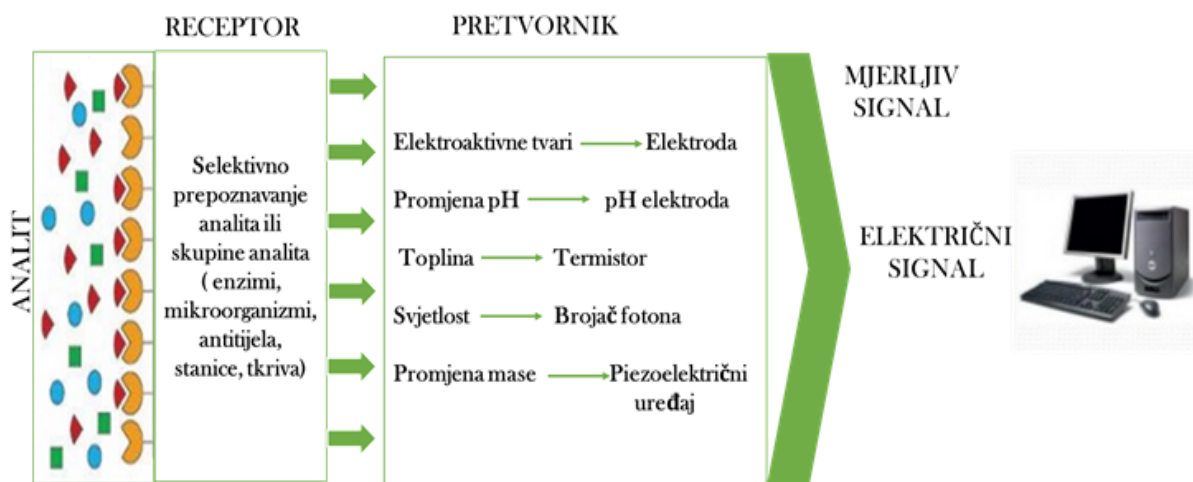 RECEPTOR
PRETVORNIK
ANALIT
Selektivno
prepoznavanje
analita ili
skupine analita
( enzimi,
mikroorganizmi,
antitijela,
stanice, tkriva)
Elektroaktivne tvari
Elektroda
Promjena pH
pH elektroda
Toplina
Termistor
Svjetlost
Brojač fotona
Promjena mase
Piezoelektrični
uređaj
MJERLJIV
SIGNAL
ELEKTRIČNI
SIGNAL